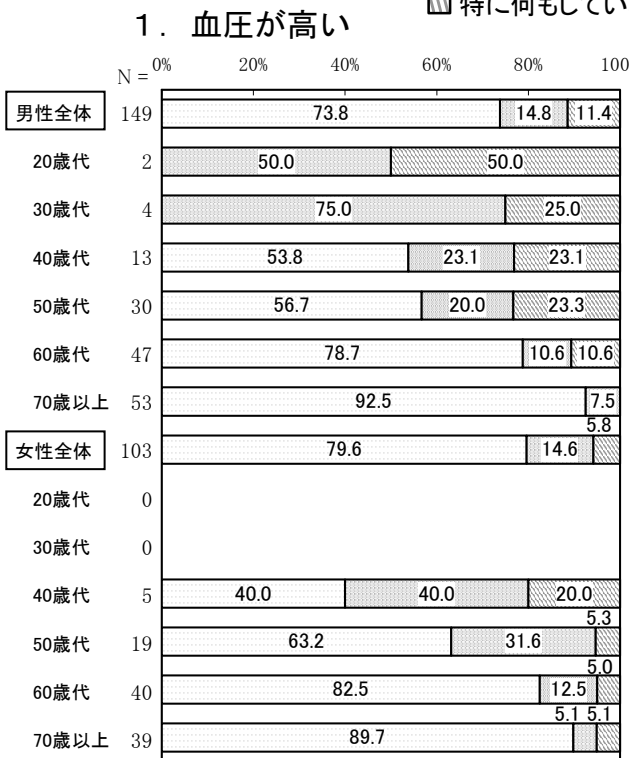 特に何もしてい
1. 血圧が高い
N = 0% 20% 40% 60% 80% 100
男性全体 149 73.8 14.8 11.4
20歳代 2 50.0 50.0
30歳代 4 75.0 25.0
40歳代 13 53.8 23.1 23.1
50歳代 30 56.7 20.0 23.3
60歳代 47 78.7 10.6 10.6
70歳以上 53 92.5 7.5
5.8
女性全体 103 79.6 14.6
20歳代 0
30歳代 0
40歳代 5 40.0 40.0 20.0
5.3
50歳代 19 63.2 31.6
5.0
60歳代 40 82.5 12.5
5.1 5.1
70歳以上 39 89.7